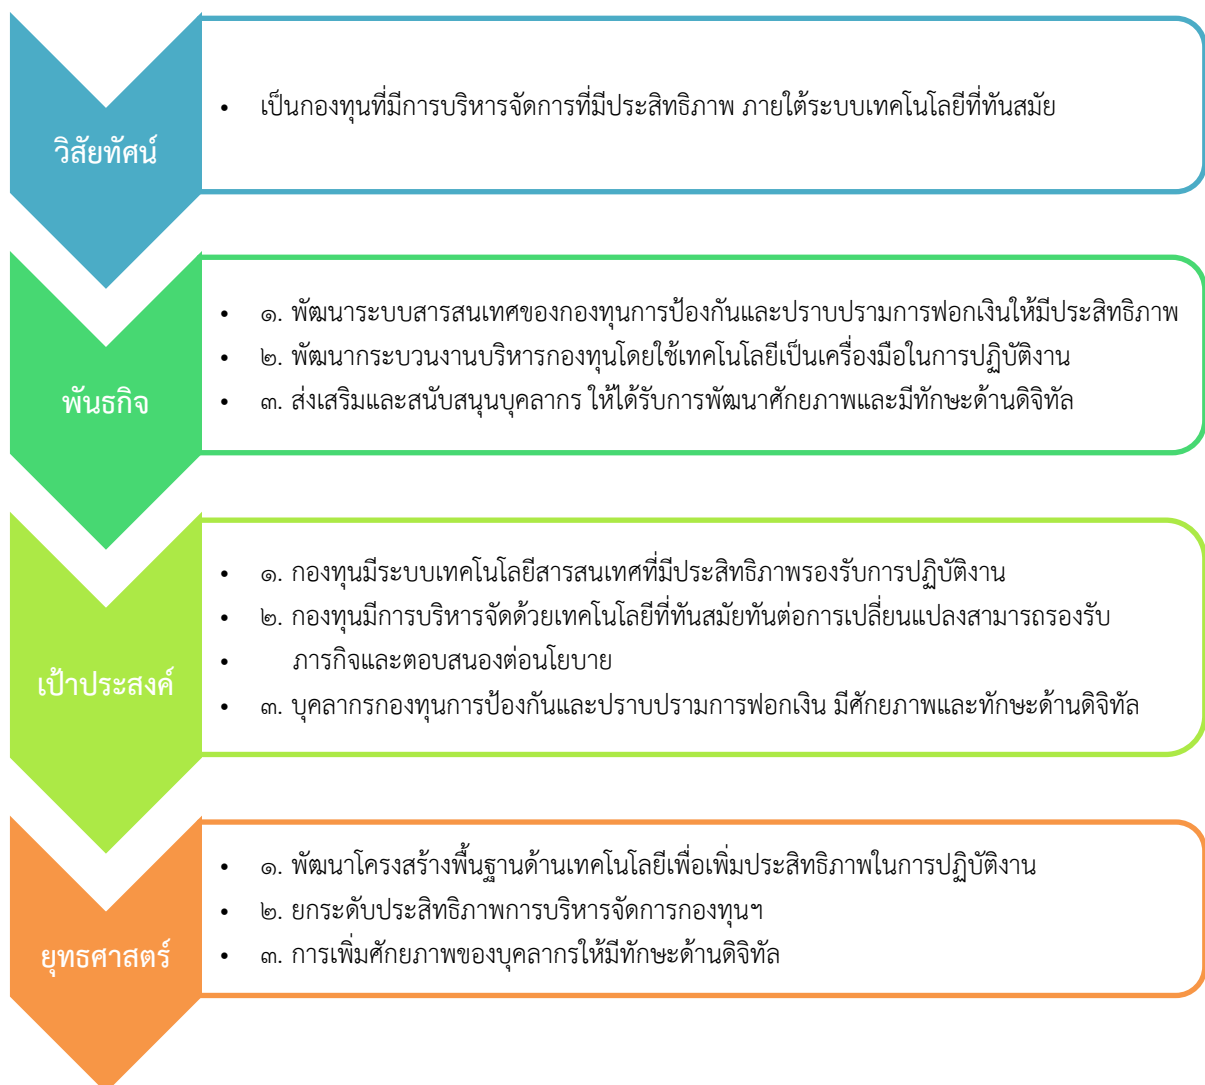 วิสัยทัศน์
• เป็นกองทุนที่มีการบริหารจัดการที่มีประสิทธิภาพ ภายใต้ระบบเทคโนโลยีที่ทันสมัย
พันธกิจ
• ๑. พัฒนาระบบสารสนเทศของกองทุนการป้องกันและปราบปรามการฟอกเงินให้มีประสิทธิภาพ
• ๒. พัฒนากระบวนงานบริหารกองทุนโดยใช้เทคโนโลยีเป็นเครื่องมือในการปฏิบัติงาน
• ๓. ส่งเสริมและสนับสนุนบุคลากร ให้ได้รับการพัฒนาศักยภาพและมีทักษะด้านดิจิทัล
เป้าประสงค์
• ๑. กองทุนมีระบบเทคโนโลยีสารสนเทศที่มีประสิทธิภาพรองรับการปฏิบัติงาน
• ๒. กองทุนมีการบริหารจัดด้วยเทคโนโลยีที่ทันสมัยทันต่อการเปลี่ยนแปลงสามารถรองรับ
• ภารกิจและตอบสนองต่อนโยบาย
• ๓. บุคลากรกองทุนการป้องกันและปราบปรามการฟอกเงิน มีศักยภาพและทักษะด้านดิจิทัล
ยุทธศาสตร์
• ๑. พัฒนาโครงสร้างพื้นฐานด้านเทคโนโลยีเพื่อเพิ่มประสิทธิภาพในการปฏิบัติงาน
• ๒. ยกระดับประสิทธิภาพการบริหารจัดการกองทุนฯ
• ๓. การเพิ่มศักยภาพของบุคลากรให้มีทักษะด้านดิจิทัล